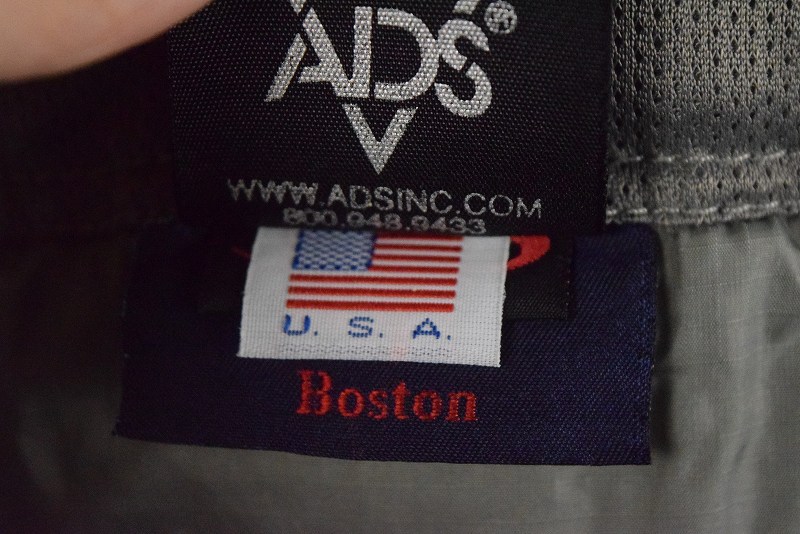 ADS®
WWW.ADSINC.COM
800.948.9433
U. S. A.
Boston